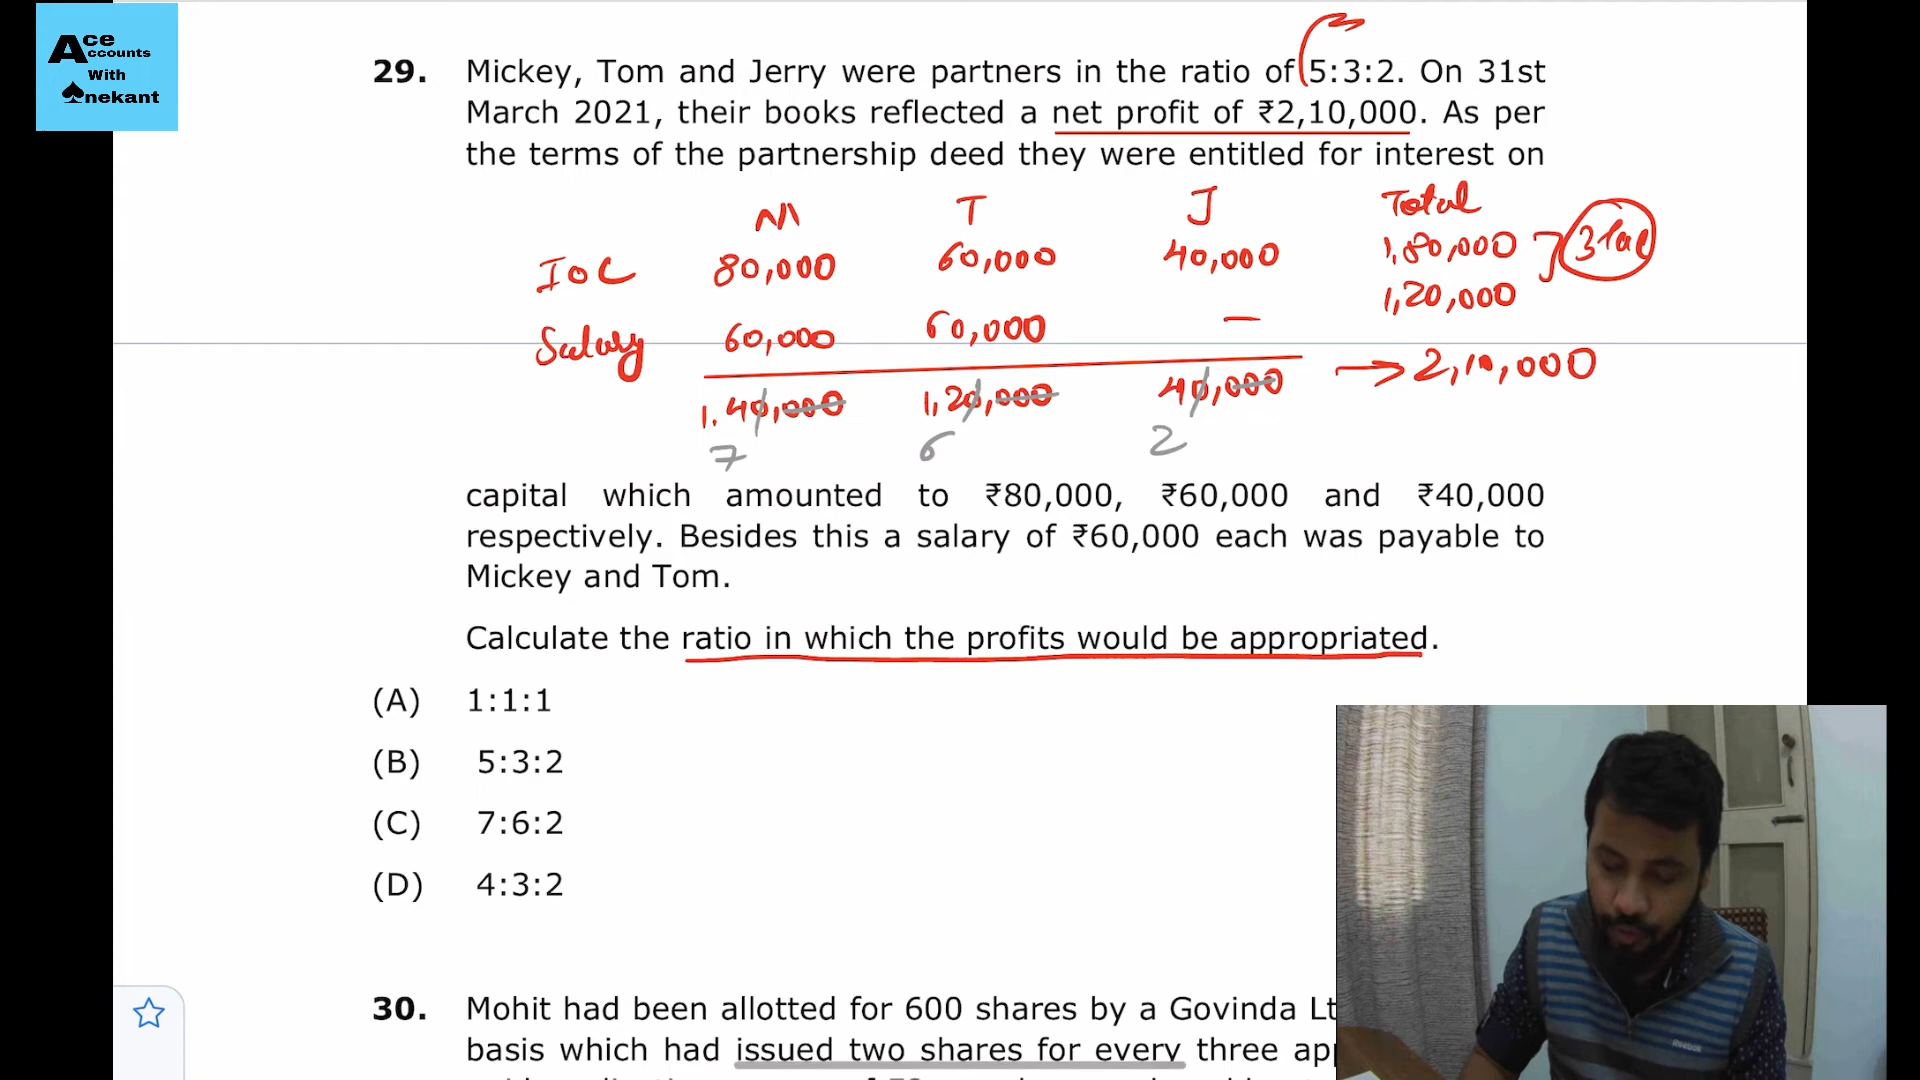 Ace
Accounts
With
Anekant
29. Mickey, Tom and Jerry were partners in the ratio of 5:3:2. On 31st
March 2021, their books reflected a net profit of ₹2,10,000. As per
the terms of the partnership deed they were entitled for interest on
M T J Total
IOC 80,000 60,000 40,000 1,80,000 3 lac
Salary 60,000 60,000 — 1,20,000
1,40,000 1,20,000 40,000 → 2,10,000
7 6 2
capital which amounted to ₹80,000, ₹60,000 and ₹40,000
respectively. Besides this a salary of ₹60,000 each was payable to
Mickey and Tom.
Calculate the ratio in which the profits would be appropriated.
(A) 1:1:1
(B) 5:3:2
(C) 7:6:2
(D) 4:3:2
30. Mohit had been allotted for 600 shares by a Govinda Lt
basis which had issued two shares for every three app
Reebok